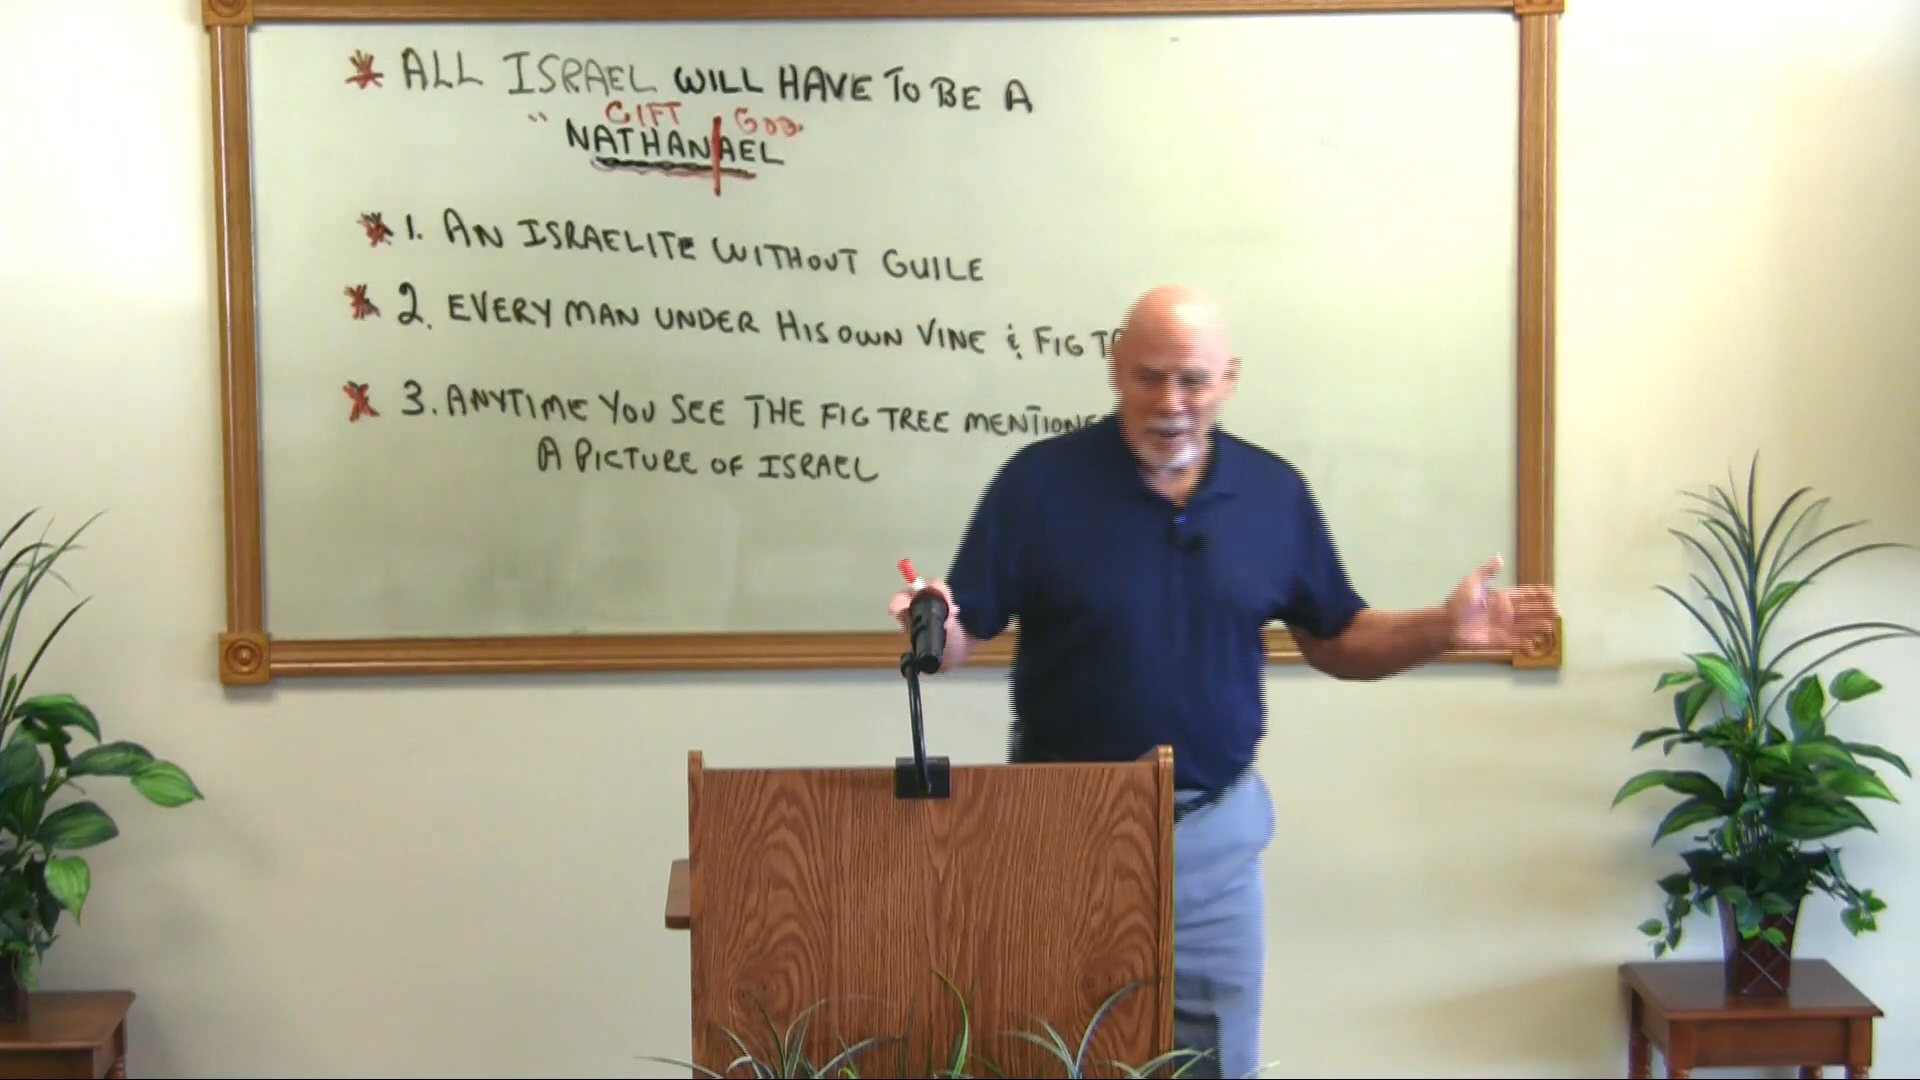 * ALL ISRAEL WILL HAVE TO BE A
GIFT GOD
" NATHANAEL
* 1. AN ISRAELITE WITHOUT GUILE
* 2. EVERY MAN UNDER HIS OWN VINE & FIG
* 3. ANYTIME YOU SEE THE FIG TREE
A PICTURE OF ISRAEL